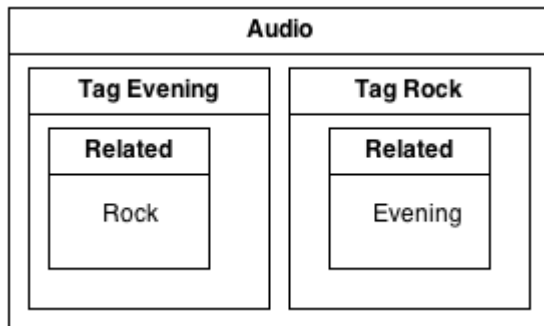 Audio
Tag Evening
Related
Rock
Tag Rock
Related
Evening